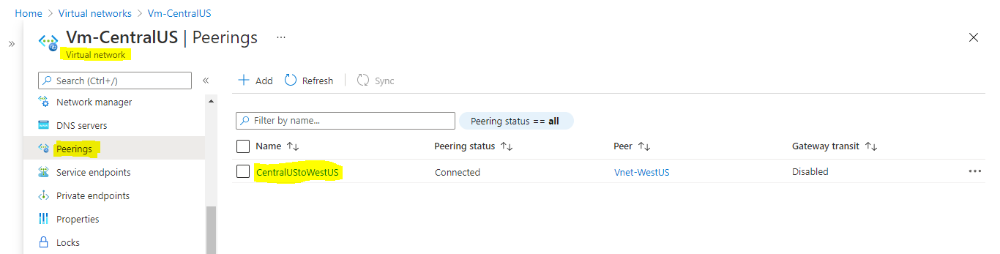 Home > Virtual networks > Vm-CentralUS
Vm-CentralUS | Peerings ...
Virtual network
Search (Ctrl+/)
Network manager
DNS servers
Peerings
Service endpoints
Private endpoints
Properties
Locks
Add Refresh Sync
Filter by name...
Peering status == all
Name Peering status Peer Gateway transit
CentralUStoWestUS Connected Vnet-WestUS Disabled